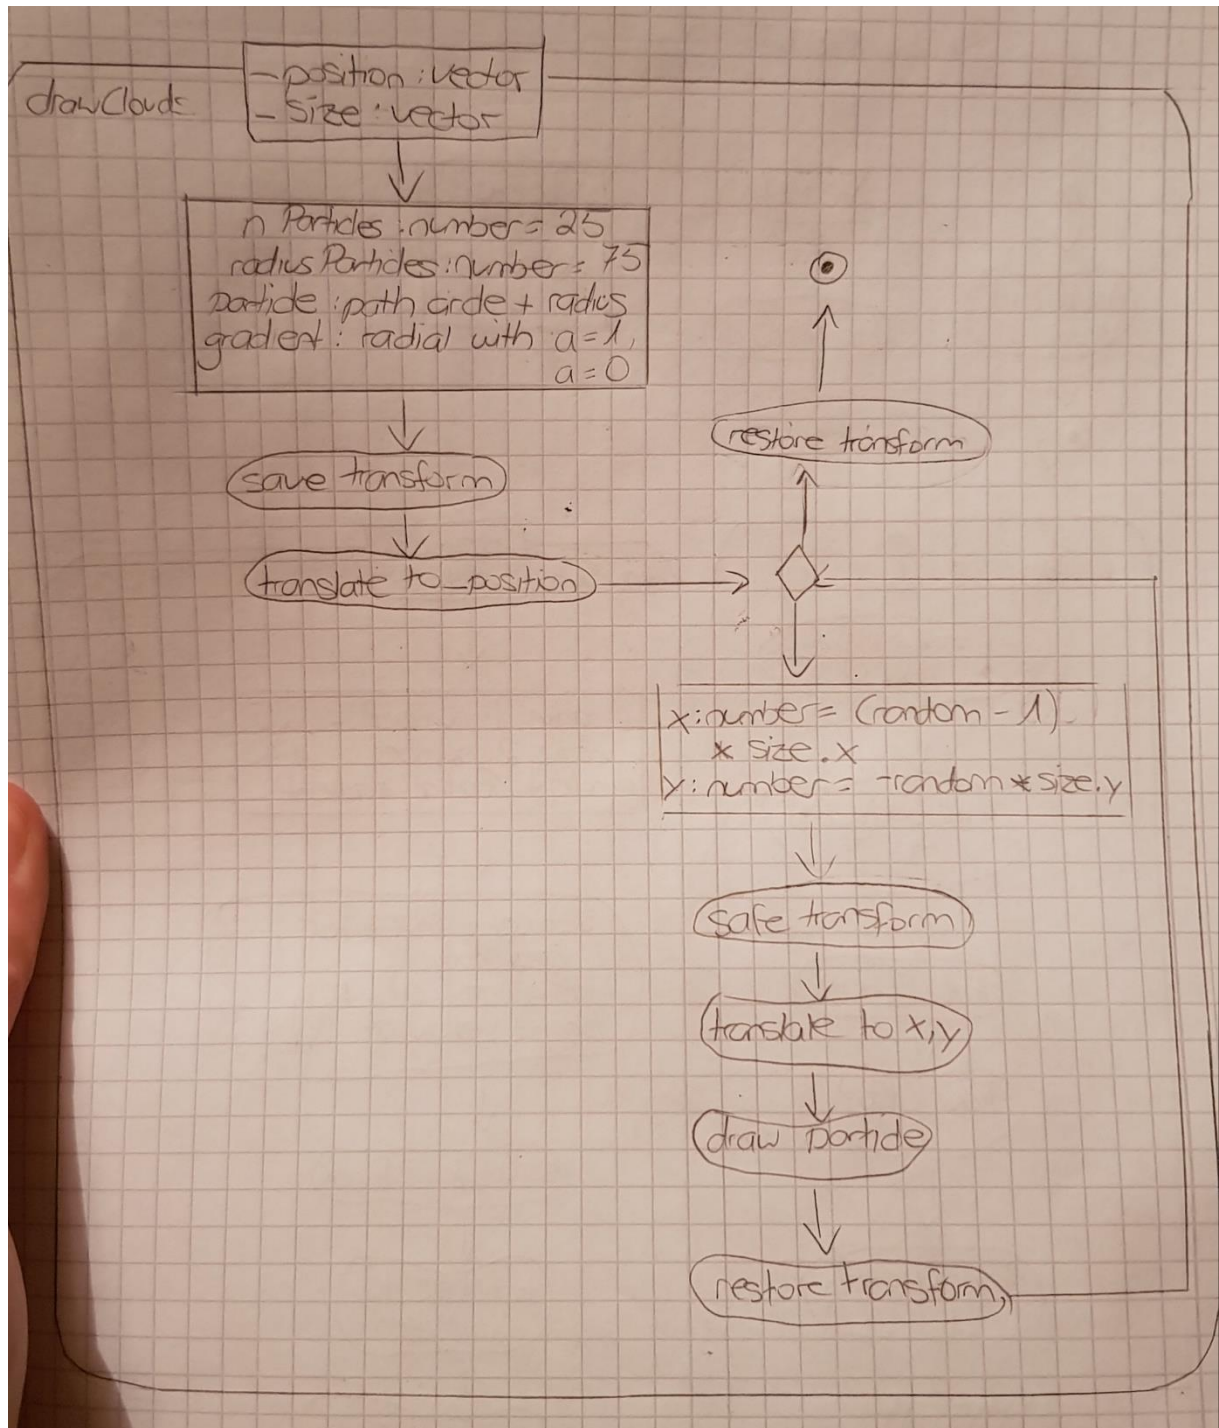 drawClouds
- position : vector
- size : vector
n Particles : number = 25
radius Particles : number = 75
particle : path circle + radius
gradient : radial with a = 1,
a = 0
save transform
translate to _position
restore transform
x : number = (random - 1)
* size.x
y : number = -random * size.y
safe transform
translate to x,y
draw particle
restore transform